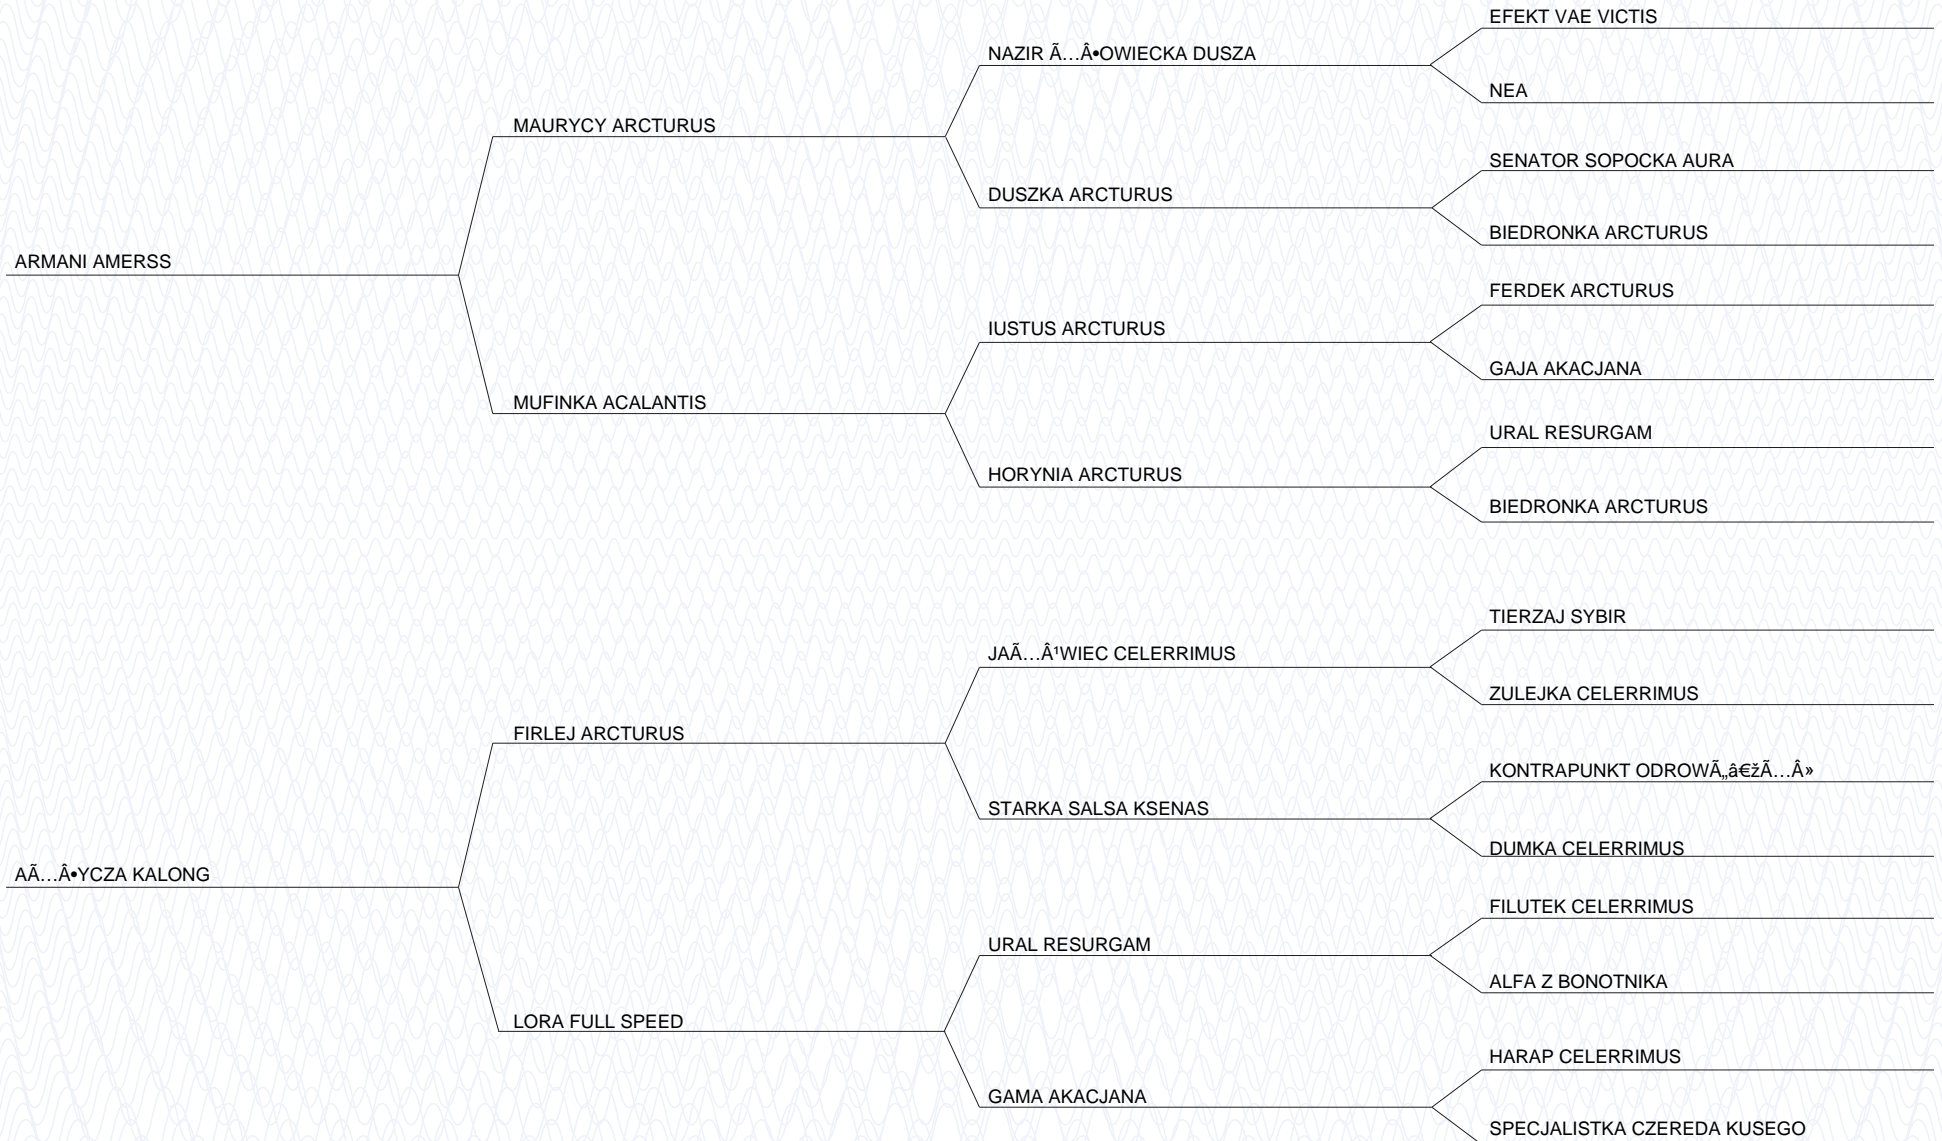 EFEKT VAE VICTIS
NAZIR Ã…Â•OWIECKA DUSZA
NEA
MAURYCY ARCTURUS
SENATOR SOPOCKA AURA
DUSZKA ARCTURUS
BIEDRONKA ARCTURUS
ARMANI AMERSS
FERDEK ARCTURUS
IUSTUS ARCTURUS
GAJA AKACJANA
MUFINKA ACALANTIS
URAL RESURGAM
HORYNIA ARCTURUS
BIEDRONKA ARCTURUS
TIERZAJ SYBIR
JAÃ…Â¹WIEC CELERRIMUS
ZULEJKA CELERRIMUS
FIRLEJ ARCTURUS
KONTRAPUNKT ODROWÃ„â€žÃ…Â»
STARKA SALSA KSENAS
DUMKA CELERRIMUS
AÃ…Â•YCZA KALONG
FILUTEK CELERRIMUS
URAL RESURGAM
ALFA Z BONOTNIKA
LORA FULL SPEED
HARAP CELERRIMUS
GAMA AKACJANA
SPECJALISTKA CZEREDA KUSEGO